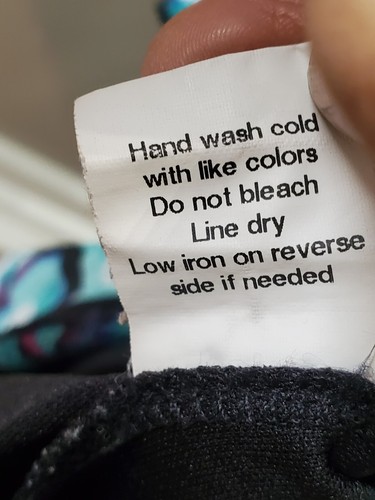 Hand wash cold
with like colors
Do not bleach
Line dry
Low iron on reverse
side if needed